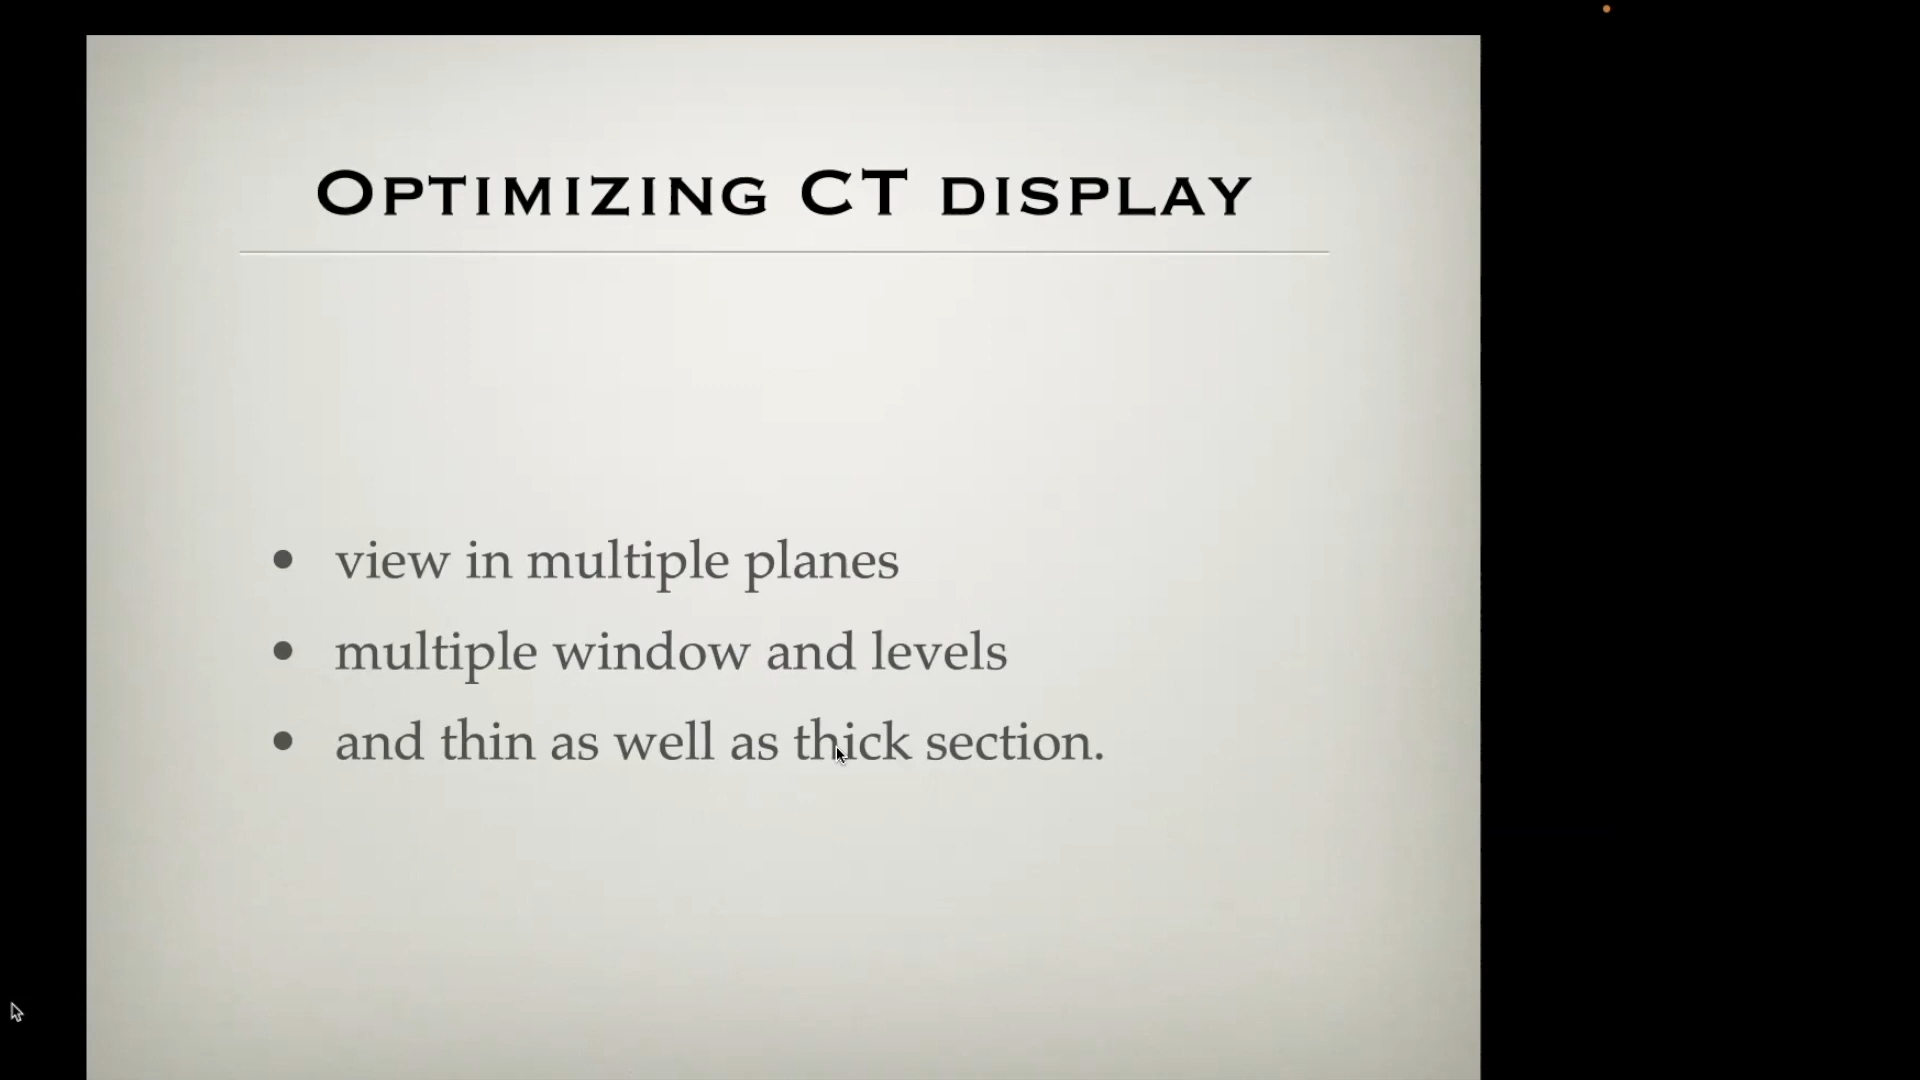 Optimizing CT display
• view in multiple planes
• multiple window and levels
• and thin as well as thick section.